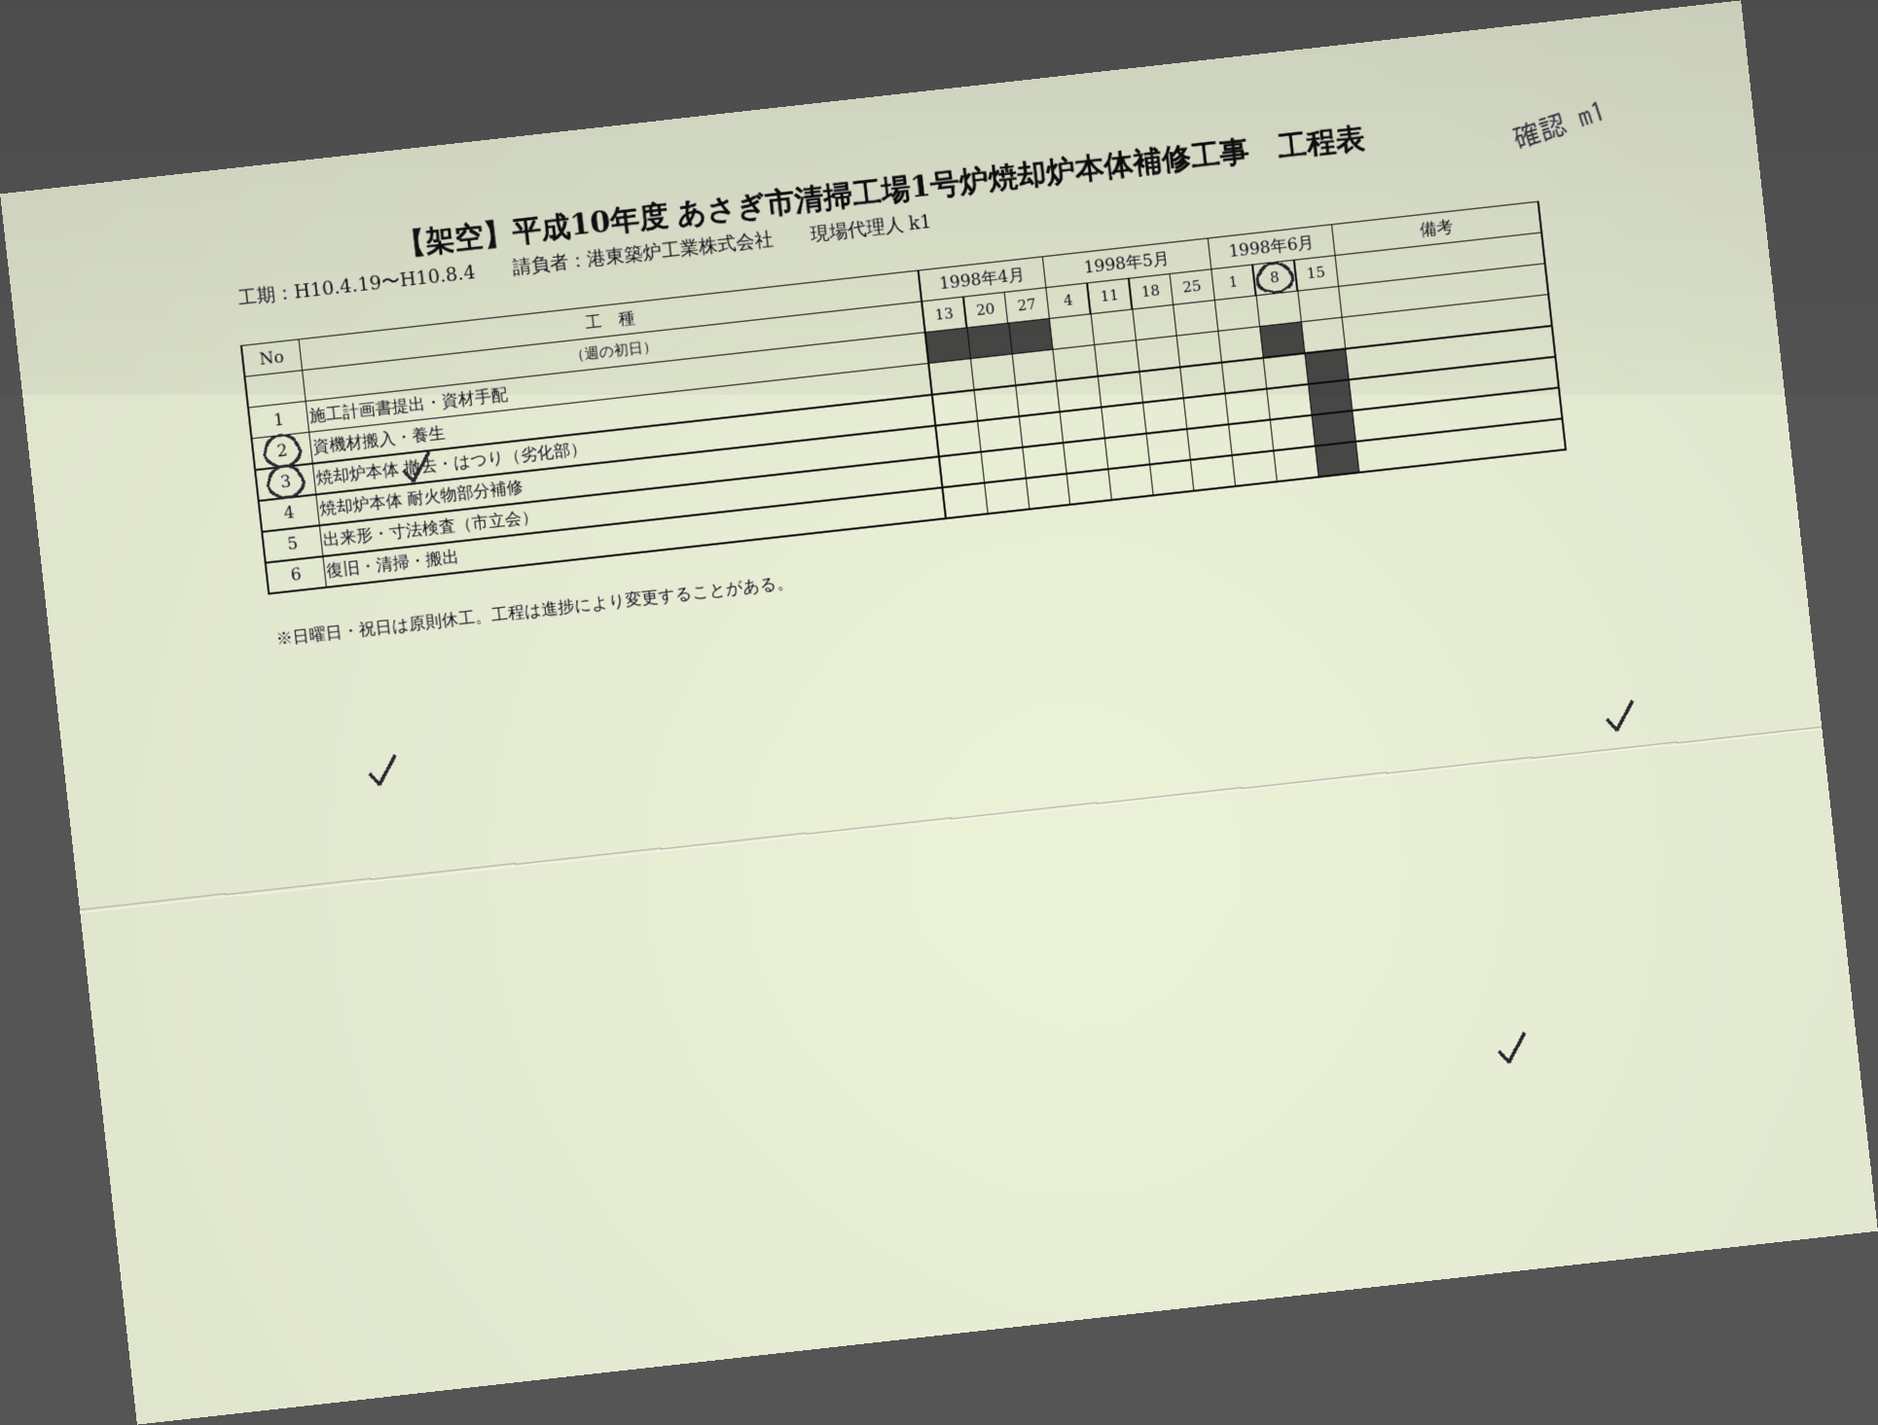 確認 m1
【架空】平成10年度 あさぎ市清掃工場1号炉焼却炉本体補修工事　工程表
工期：H10.4.19〜H10.8.4　　請負者：港東築炉工業株式会社　　現場代理人 k1
No 工　種 1998年4月 1998年5月 1998年6月 備考
（週の初日） 13 20 27 4 11 18 25 1 8 15
1 施工計画書提出・資材手配
2 資機材搬入・養生
3 焼却炉本体 撤去・はつり（劣化部）
4 焼却炉本体 耐火物部分補修
5 出来形・寸法検査（市立会）
6 復旧・清掃・搬出
※日曜日・祝日は原則休工。工程は進捗により変更することがある。